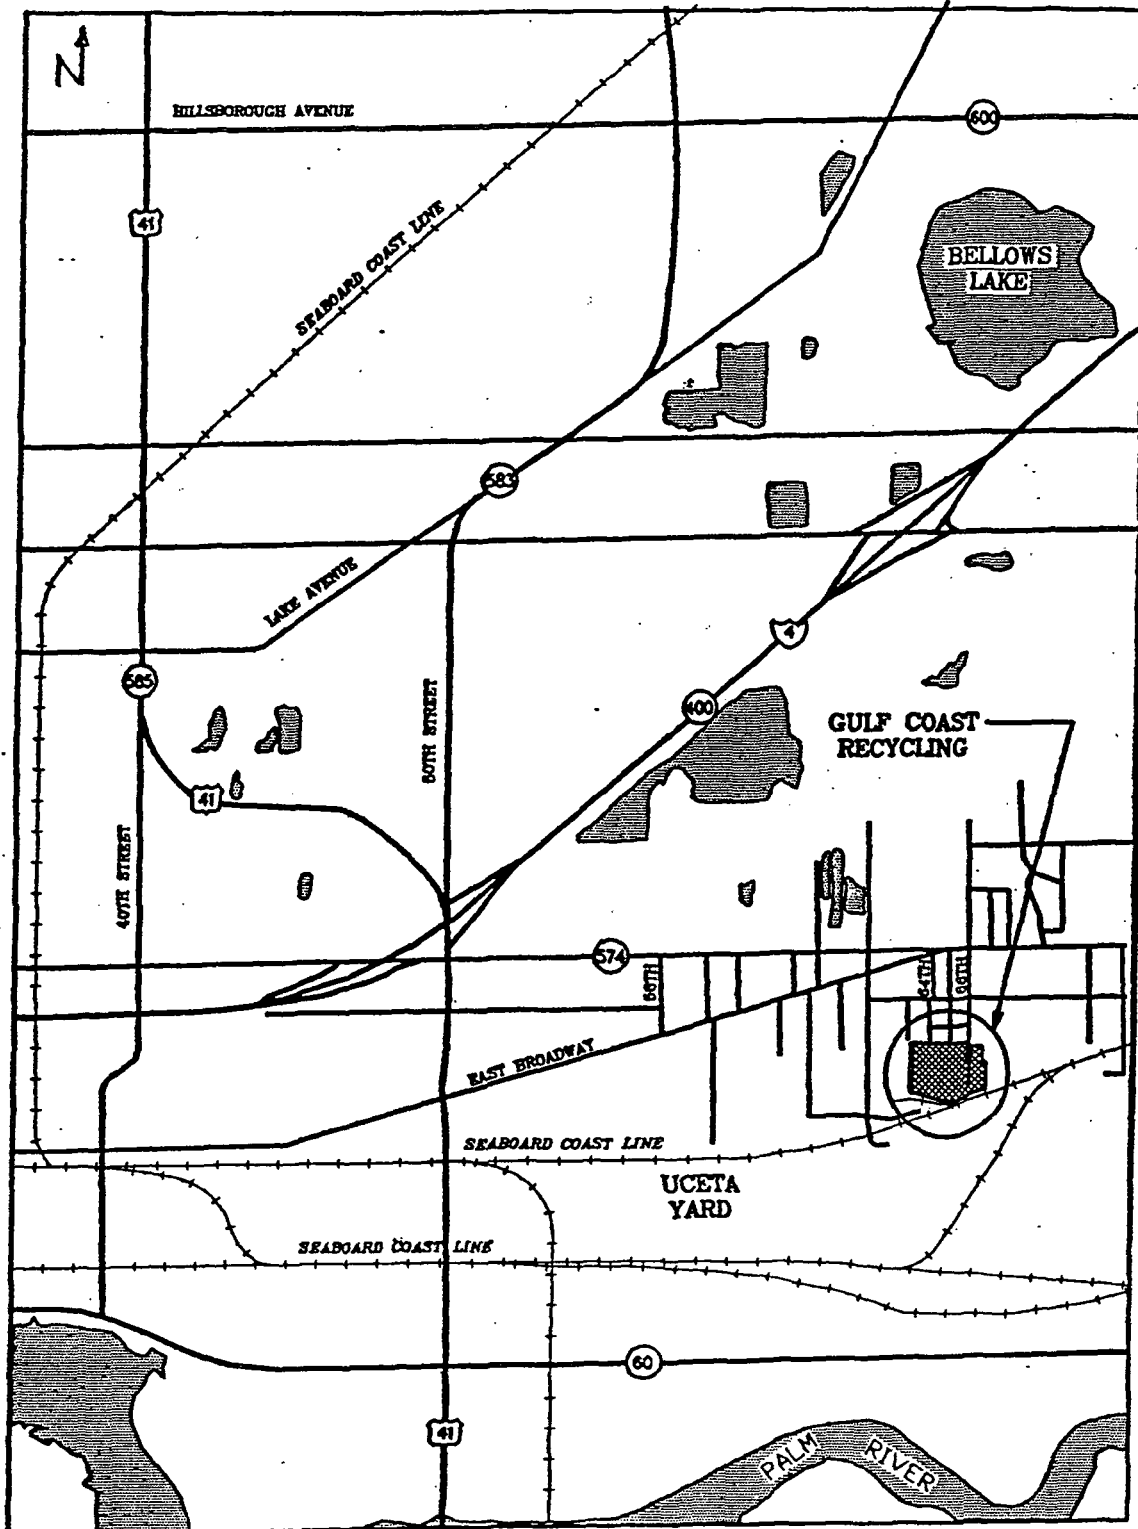 N
HILLSBOROUGH AVENUE
600
41
SEABOARD COAST LINE
BELLOWS
LAKE
583
LAKE AVENUE
4
585
50TH STREET
400
GULF COAST
RECYCLING
41
40TH STREET
574
56TH
64TH
66TH
EAST BROADWAY
SEABOARD COAST LINE
UCETA
YARD
SEABOARD COAST LINE
60
41
PALM RIVER